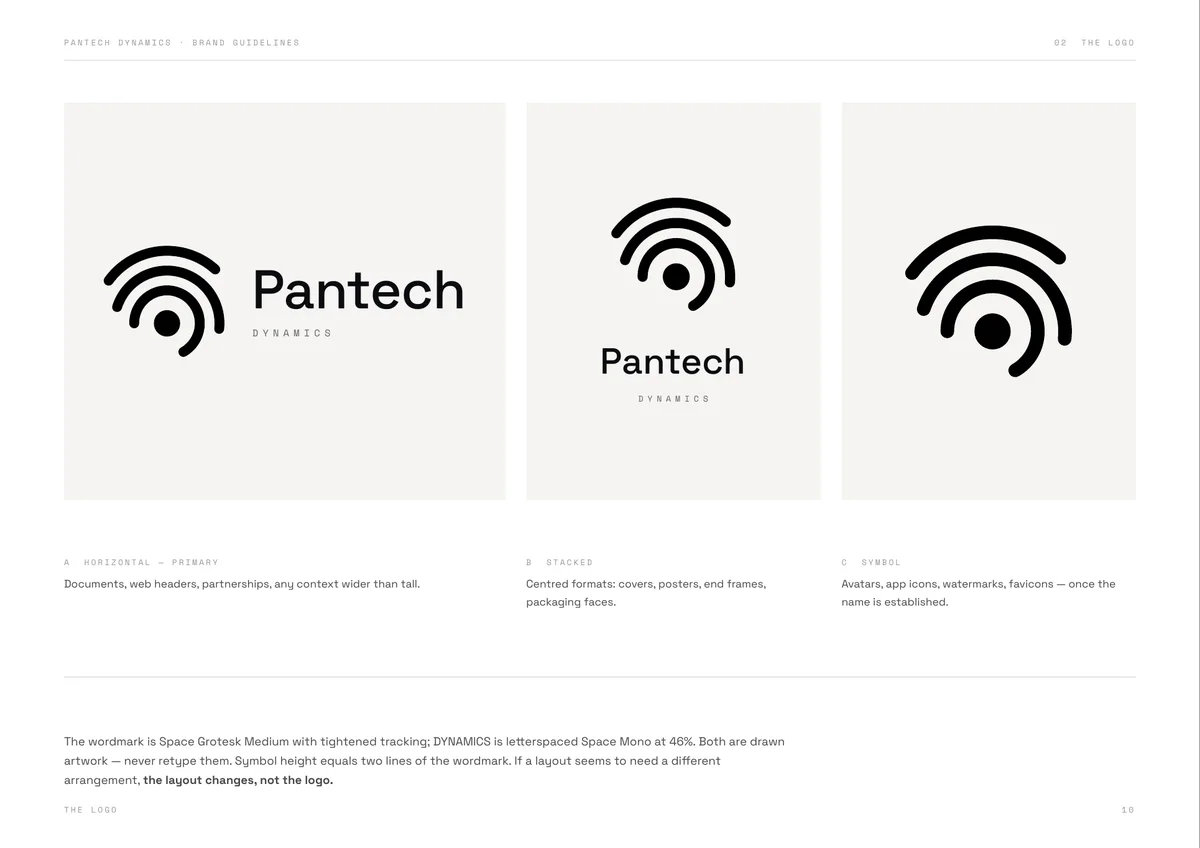 PANTECH DYNAMICS · BRAND GUIDELINES
02 THE LOGO
Pantech
DYNAMICS
Pantech
DYNAMICS
A HORIZONTAL — PRIMARY
Documents, web headers, partnerships, any context wider than tall.
B STACKED
Centred formats: covers, posters, end frames,
packaging faces.
C SYMBOL
Avatars, app icons, watermarks, favicons — once the
name is established.
The wordmark is Space Grotesk Medium with tightened tracking; DYNAMICS is letterspaced Space Mono at 46%. Both are drawn
artwork — never retype them. Symbol height equals two lines of the wordmark. If a layout seems to need a different
arrangement, the layout changes, not the logo.
THE LOGO
10